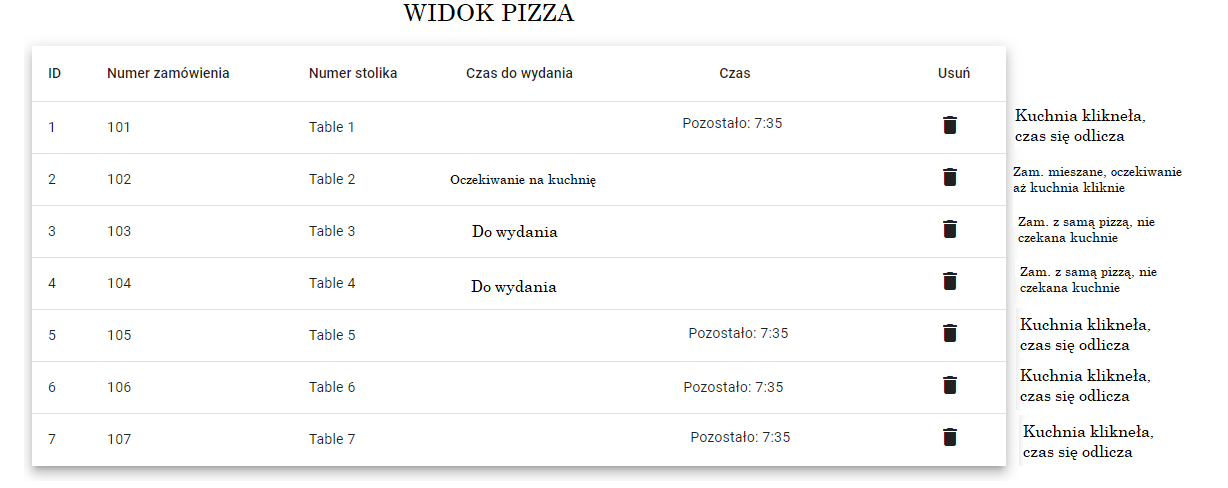 WIDOK PIZZA
ID Numer zamówienia Numer stolika Czas do wydania Czas Usuń
1 101 Table 1 Pozostało: 7:35
Kuchnia klikneła,
czas się odlicza
2 102 Table 2 Oczekiwanie na kuchnię
Zam. mieszane, oczekiwanie
aż kuchnia kliknie
3 103 Table 3 Do wydania
Zam. z samą pizzą, nie
czekana kuchnie
4 104 Table 4 Do wydania
Zam. z samą pizzą, nie
czekana kuchnie
5 105 Table 5 Pozostało: 7:35
Kuchnia klikneła,
czas się odlicza
6 106 Table 6 Pozostało: 7:35
Kuchnia klikneła,
czas się odlicza
7 107 Table 7 Pozostało: 7:35
Kuchnia klikneła,
czas się odlicza